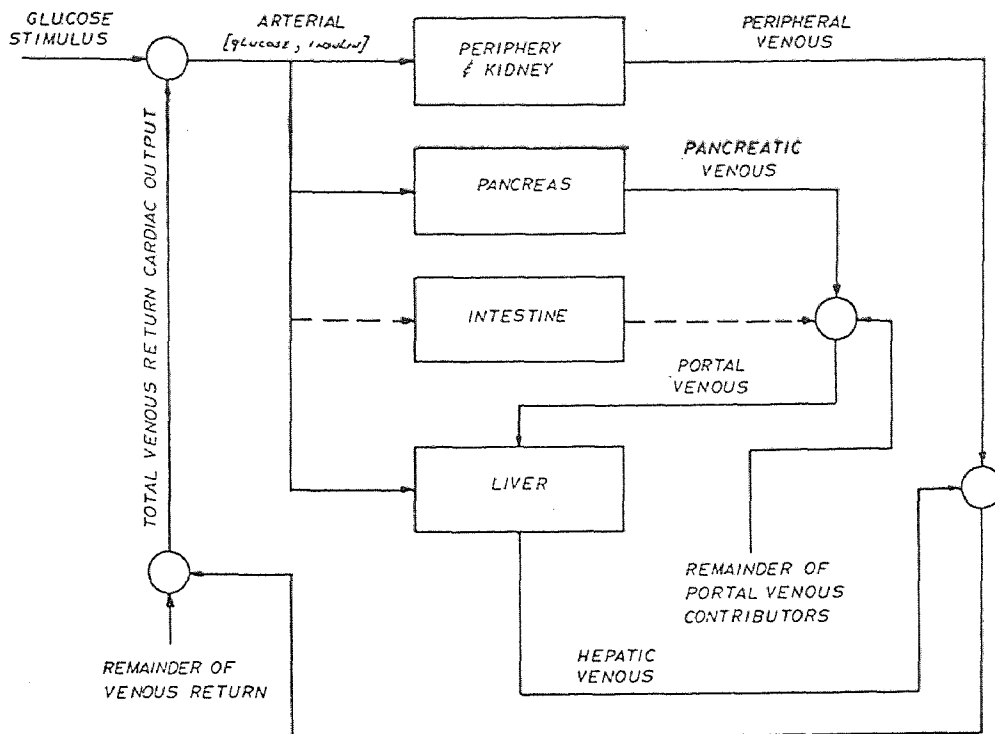 GLUCOSE
STIMULUS
ARTERIAL
[glucose, insulin]
PERIPHERY
& KIDNEY
PERIPHERAL
VENOUS
PANCREAS
PANCREATIC
VENOUS
INTESTINE
PORTAL
VENOUS
LIVER
TOTAL VENOUS RETURN CARDIAC OUTPUT
REMAINDER OF
PORTAL VENOUS
CONTRIBUTORS
HEPATIC
VENOUS
REMAINDER OF
VENOUS RETURN